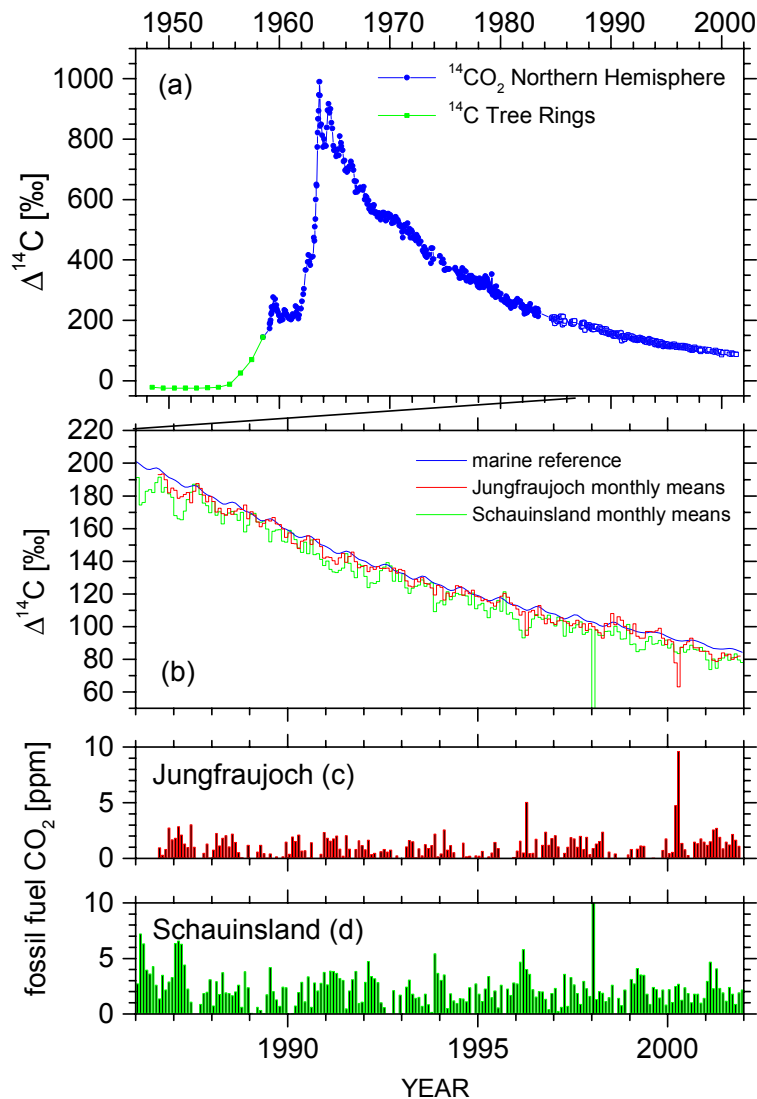 1950 1960 1970 1980 1990 2000
(a)
¹⁴CO₂ Northern Hemisphere
¹⁴C Tree Rings
1000
800
600
400
200
0
Δ¹⁴C [‰]
220
200
180
160
140
120
100
80
60
Δ¹⁴C [‰]
marine reference
Jungfraujoch monthly means
Schauinsland monthly means
(b)
10
5
0
Jungfraujoch (c)
fossil fuel CO₂ [ppm]
10
5
0
Schauinsland (d)
1990 1995 2000
YEAR